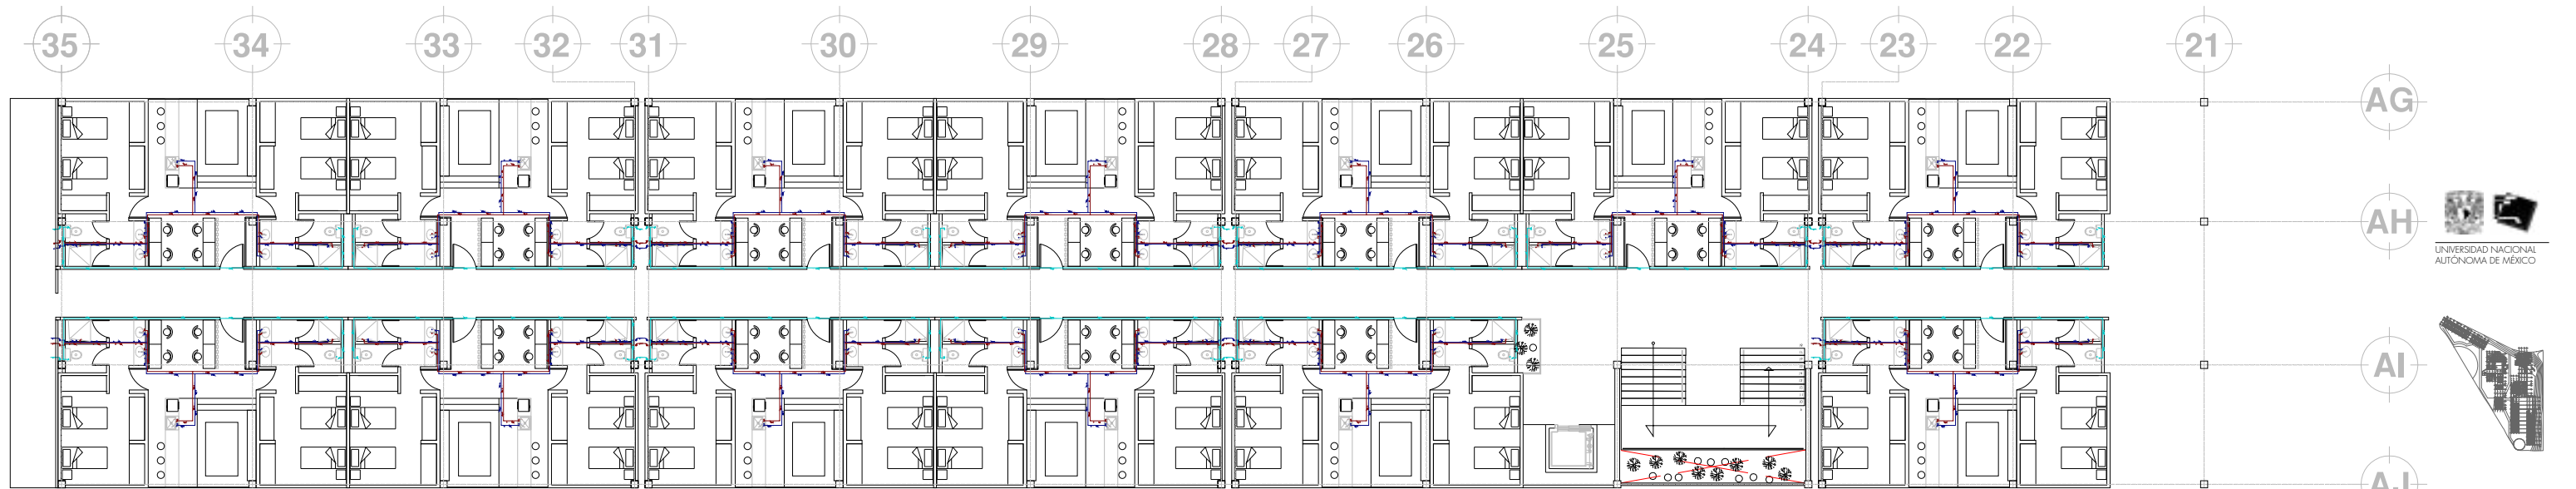 35 34 33 32 31 30 29 28 27 26 25 24 23 22 21
AG
AH
UNIVERSIDAD NACIONAL
AUTÓNOMA DE MÉXICO
AI
AJ